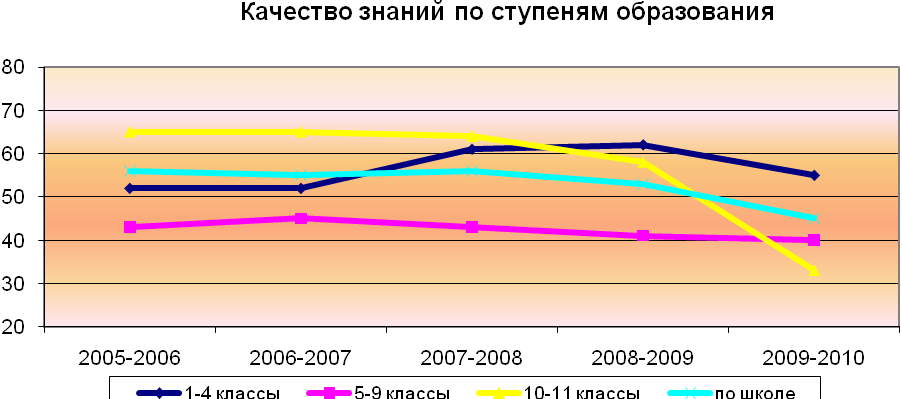 Качество знаний по ступеням образования
80
70
60
50
40
30
20
2005-2006 2006-2007 2007-2008 2008-2009 2009-2010
1-4 классы 5-9 классы 10-11 классы по школе